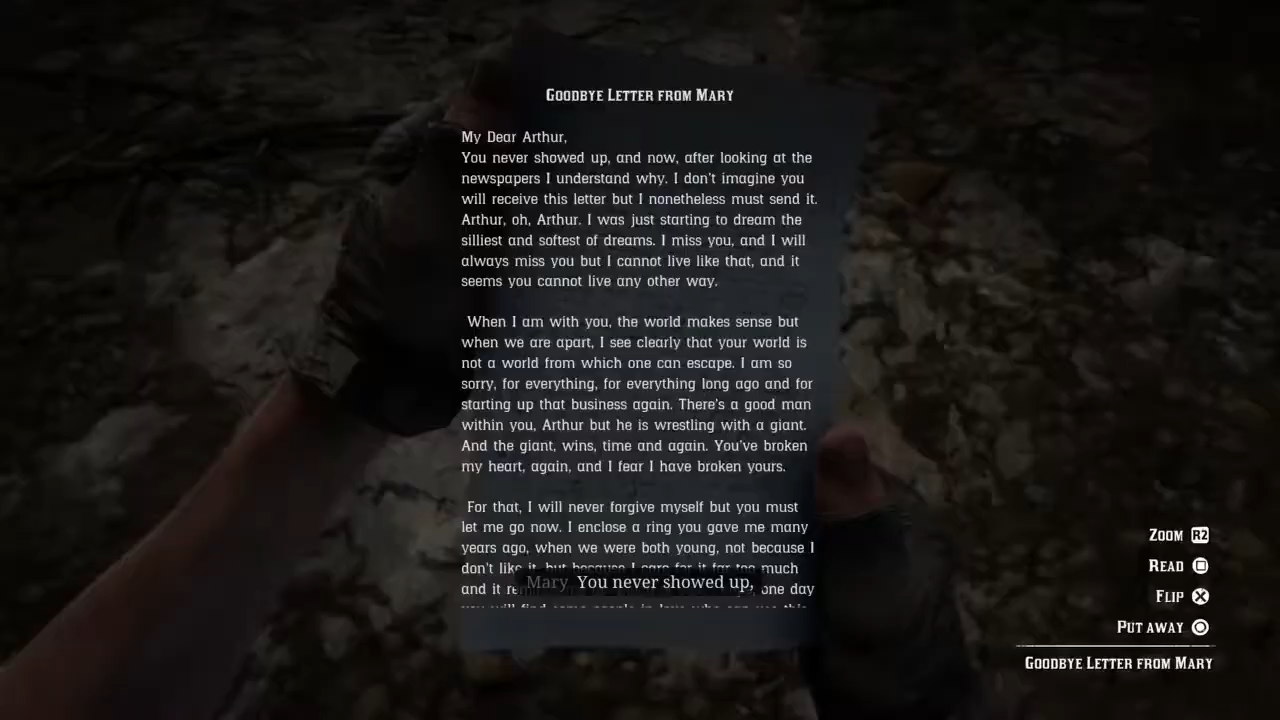 Goodbye Letter from Mary
My Dear Arthur,
You never showed up, and now, after looking at the
newspapers I understand why. I don't imagine you
will receive this letter but I nonetheless must send it.
Arthur, oh, Arthur. I was just starting to dream the
silliest and softest of dreams. I miss you, and I will
always miss you but I cannot live like that, and it
seems you cannot live any other way.
When I am with you, the world makes sense but
when we are apart, I see clearly that your world is
not a world from which one can escape. I am so
sorry, for everything, for everything long ago and for
starting up that business again. There's a good man
within you, Arthur but he is wrestling with a giant.
And the giant, wins, time and again. You've broken
my heart, again, and I fear I have broken yours.
For that, I will never forgive myself but you must
let me go now. I enclose a ring you gave me many
years ago, when we were both young, not because I
don't like it, but because I care for it far too much
and it one day
Mary You never showed up,
Zoom R2
Read
Flip
Put away
Goodbye Letter from Mary